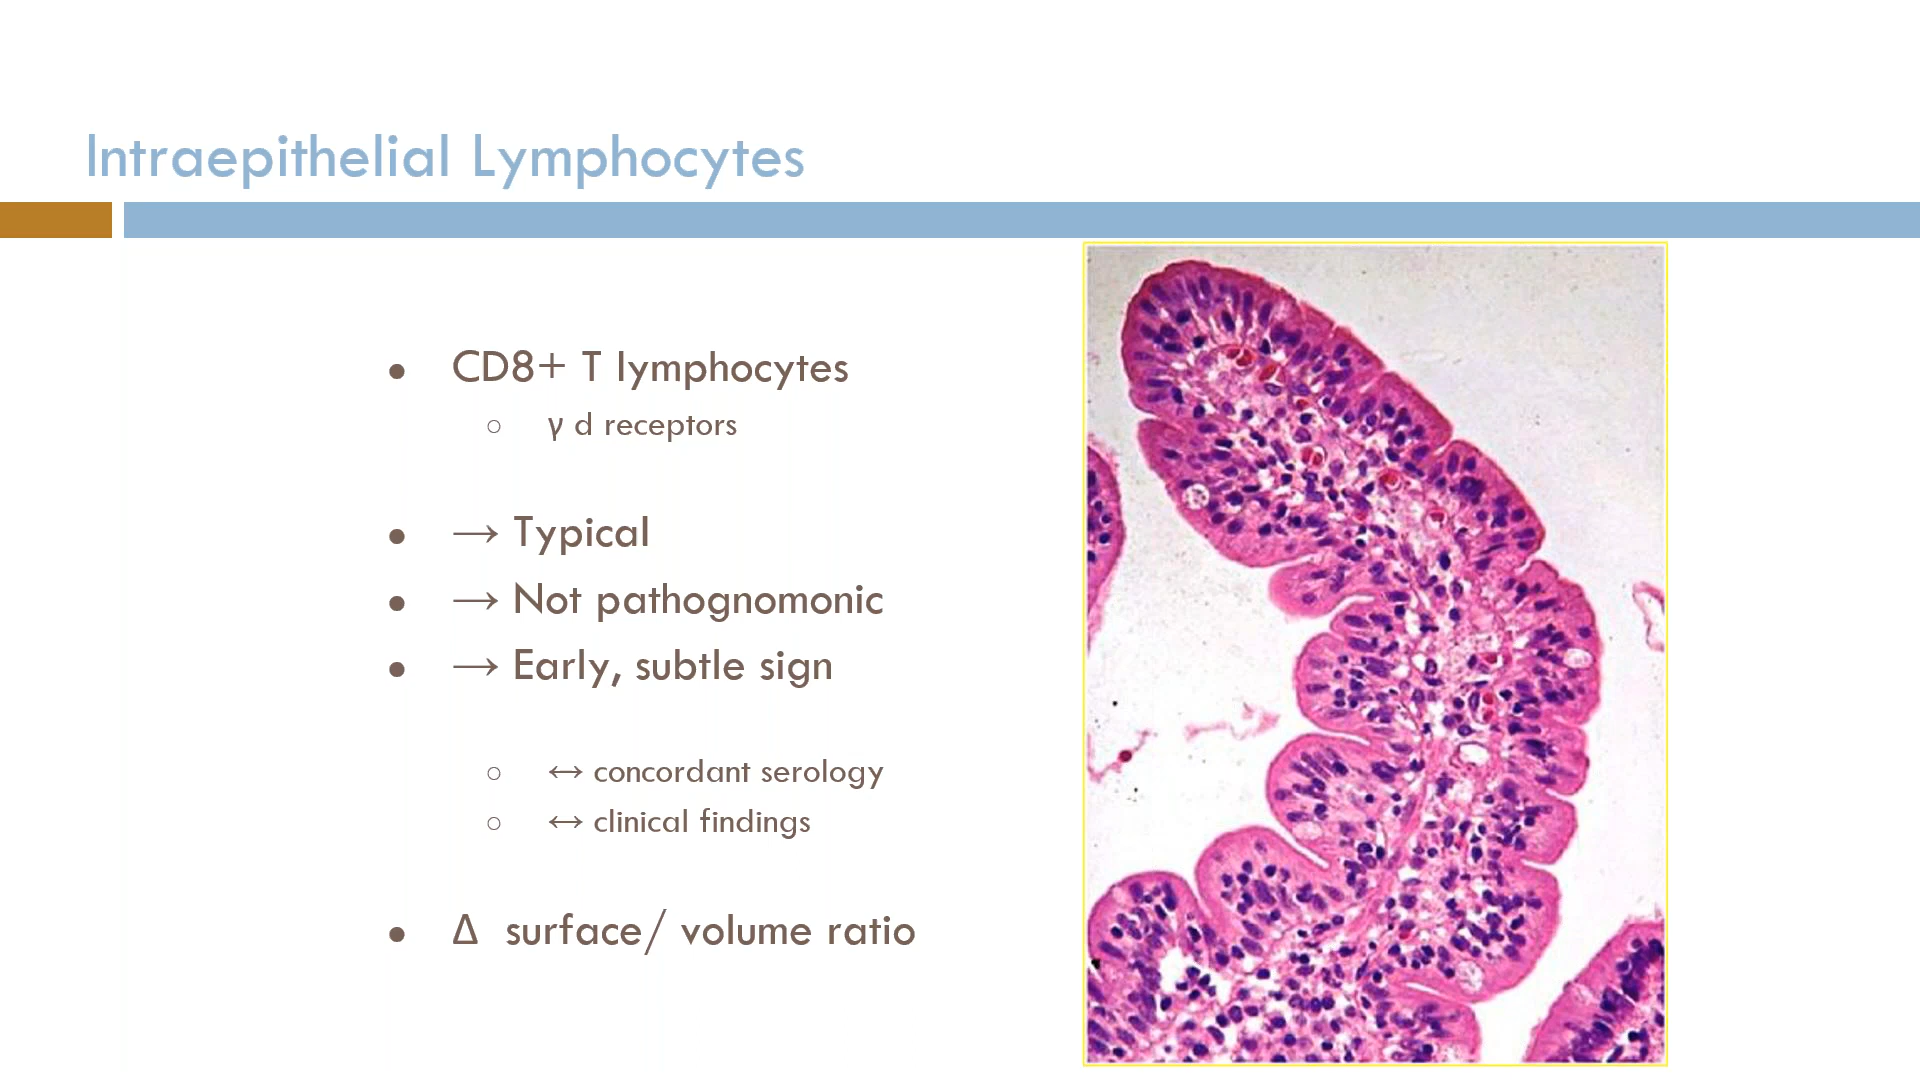 Intraepithelial Lymphocytes
● CD8+ T lymphocytes
○ γ d receptors
● → Typical
● → Not pathognomonic
● → Early, subtle sign
○ ↔ concordant serology
○ ↔ clinical findings
● Δ surface/ volume ratio